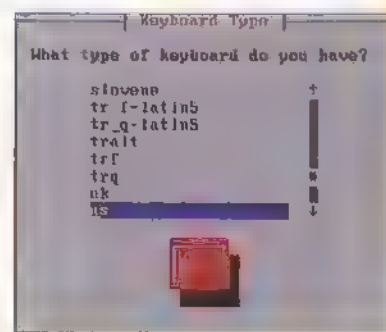 Keyboard Type
What type of keyboard do you have?
slovene
tr_f-latin5
tr_q-latin5
tralt
trf
trq
uk
us